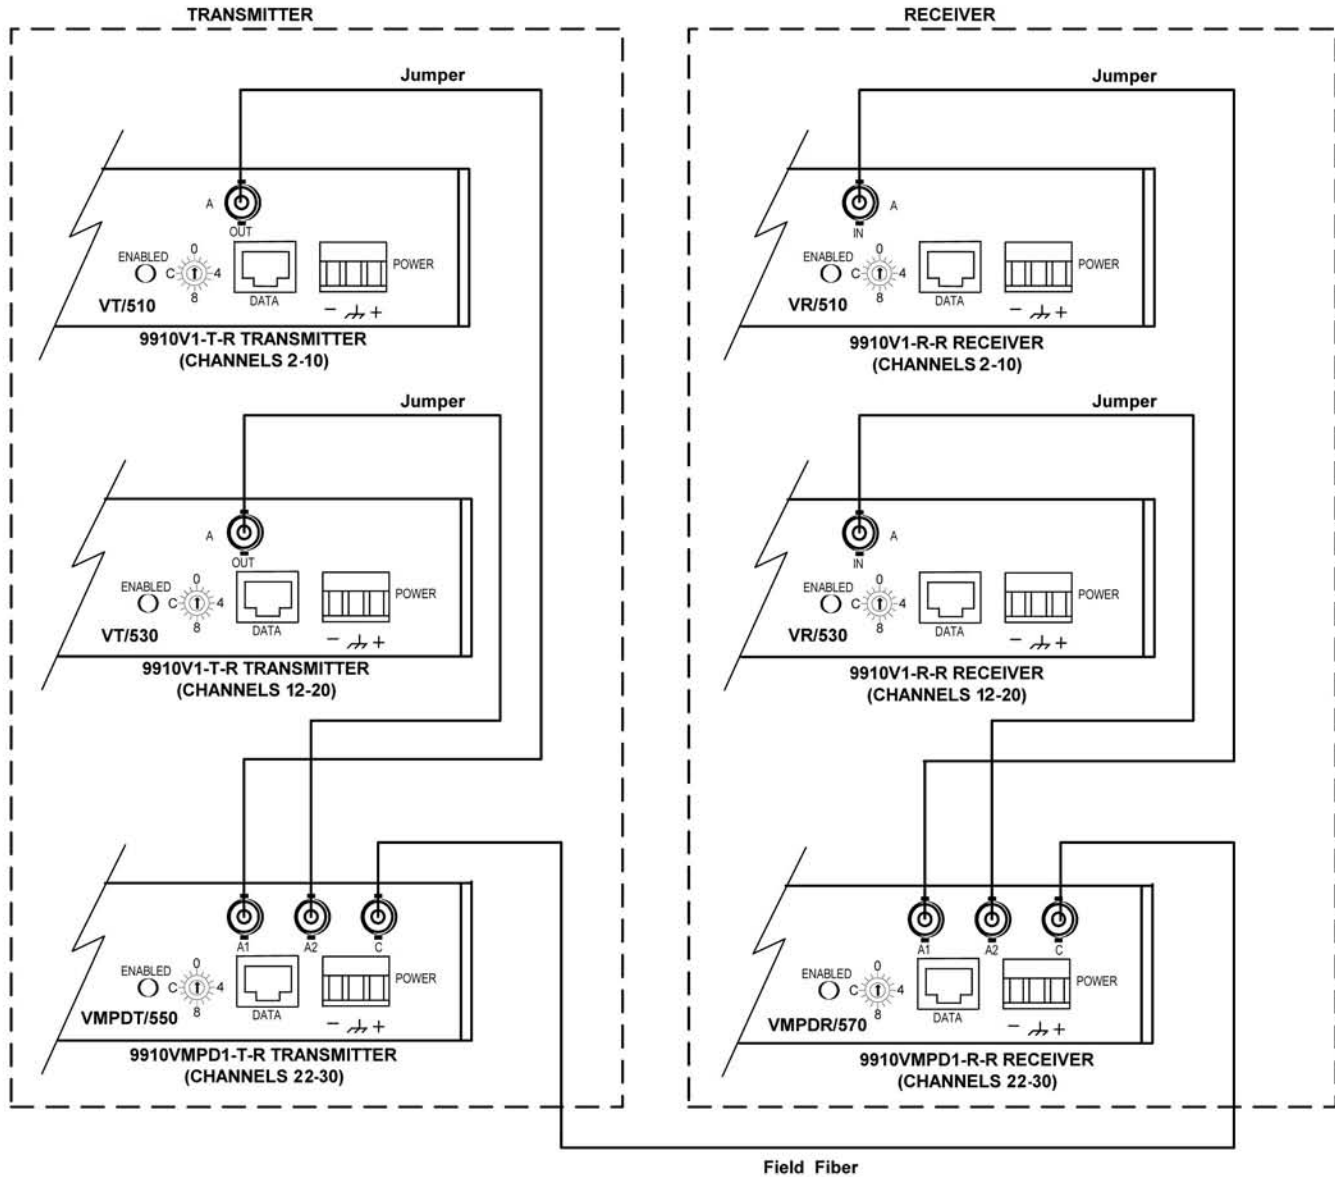 TRANSMITTER
Jumper
A
OUT
ENABLED
0
C
4
8
DATA
POWER
- +
VT/510
9910V1-T-R TRANSMITTER
(CHANNELS 2-10)
Jumper
A
OUT
ENABLED
0
C
4
8
DATA
POWER
- +
VT/530
9910V1-T-R TRANSMITTER
(CHANNELS 12-20)
A1
A2
C
ENABLED
0
C
4
8
DATA
POWER
- +
VMPDT/550
9910VMPD1-T-R TRANSMITTER
(CHANNELS 22-30)
RECEIVER
Jumper
A
IN
ENABLED
0
C
4
8
DATA
POWER
- +
VR/510
9910V1-R-R RECEIVER
(CHANNELS 2-10)
Jumper
A
IN
ENABLED
0
C
4
8
DATA
POWER
- +
VR/530
9910V1-R-R RECEIVER
(CHANNELS 12-20)
A1
A2
C
ENABLED
0
C
4
8
DATA
POWER
- +
VMPDR/570
9910VMPD1-R-R RECEIVER
(CHANNELS 22-30)
Field Fiber